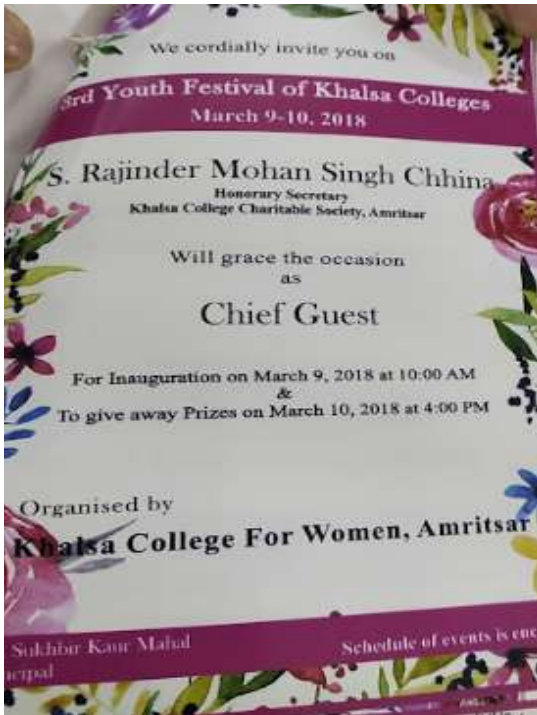 We cordially invite you on
3rd Youth Festival of Khalsa Colleges
March 9-10, 2018
S. Rajinder Mohan Singh Chhina
Honorary Secretary
Khalsa College Charitable Society, Amritsar
Will grace the occasion
as
Chief Guest
For Inauguration on March 9, 2018 at 10:00 AM
&
To give away Prizes on March 10, 2018 at 4:00 PM
Organised by
Khalsa College For Women, Amritsar
Sukhbir Kaur Mahal
Schedule of events is